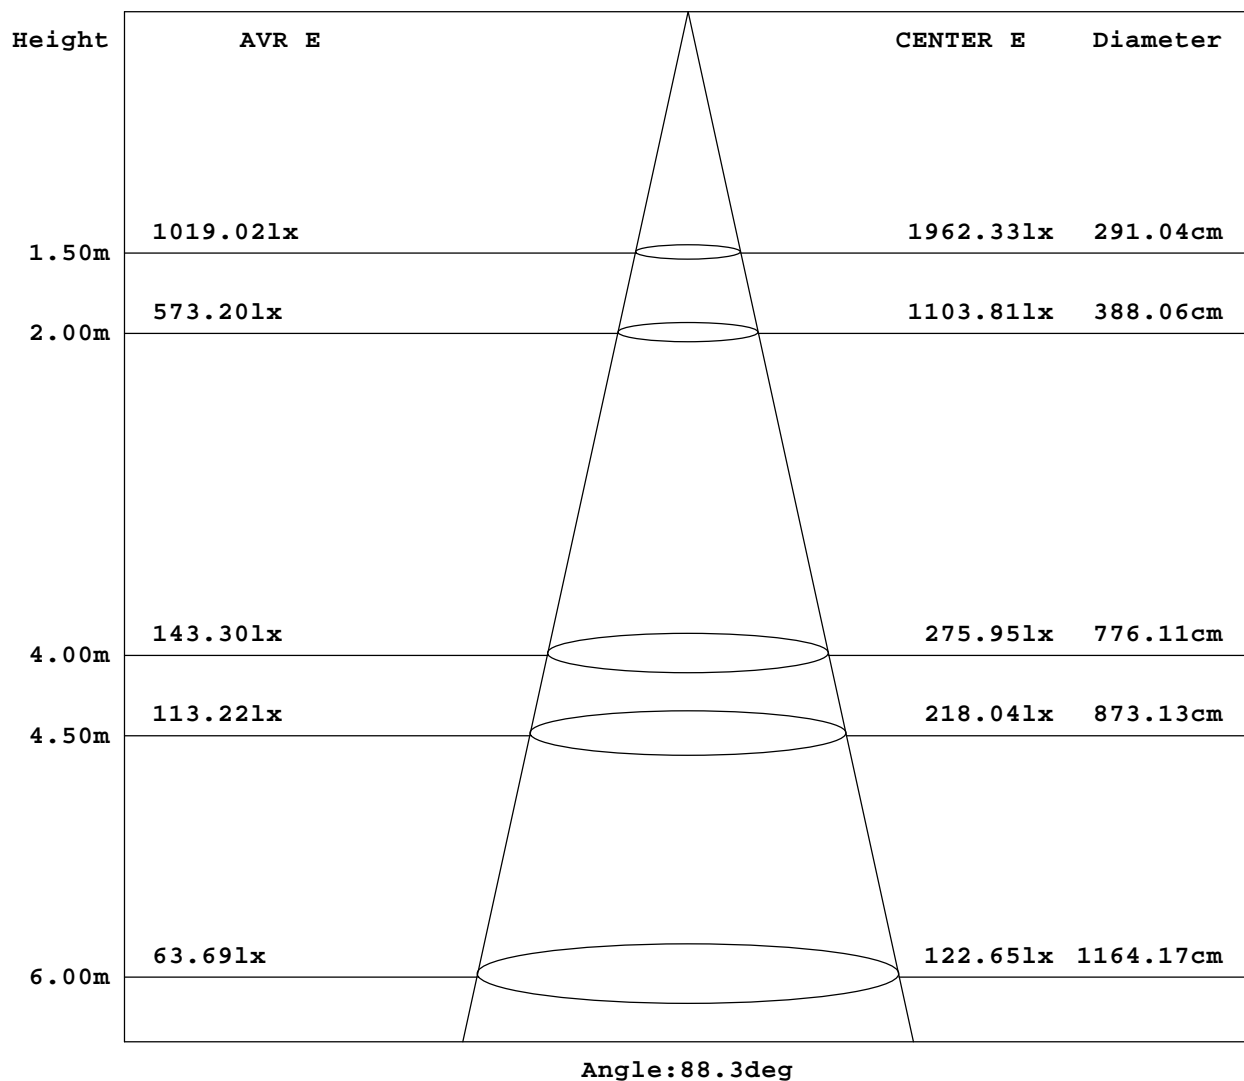 Height AVR E CENTER E Diameter
1019.02lx 1962.33lx 291.04cm
1.50m
573.20lx 1103.81lx 388.06cm
2.00m
143.30lx 275.95lx 776.11cm
4.00m
113.22lx 218.04lx 873.13cm
4.50m
63.69lx 122.65lx 1164.17cm
6.00m
Angle:88.3deg